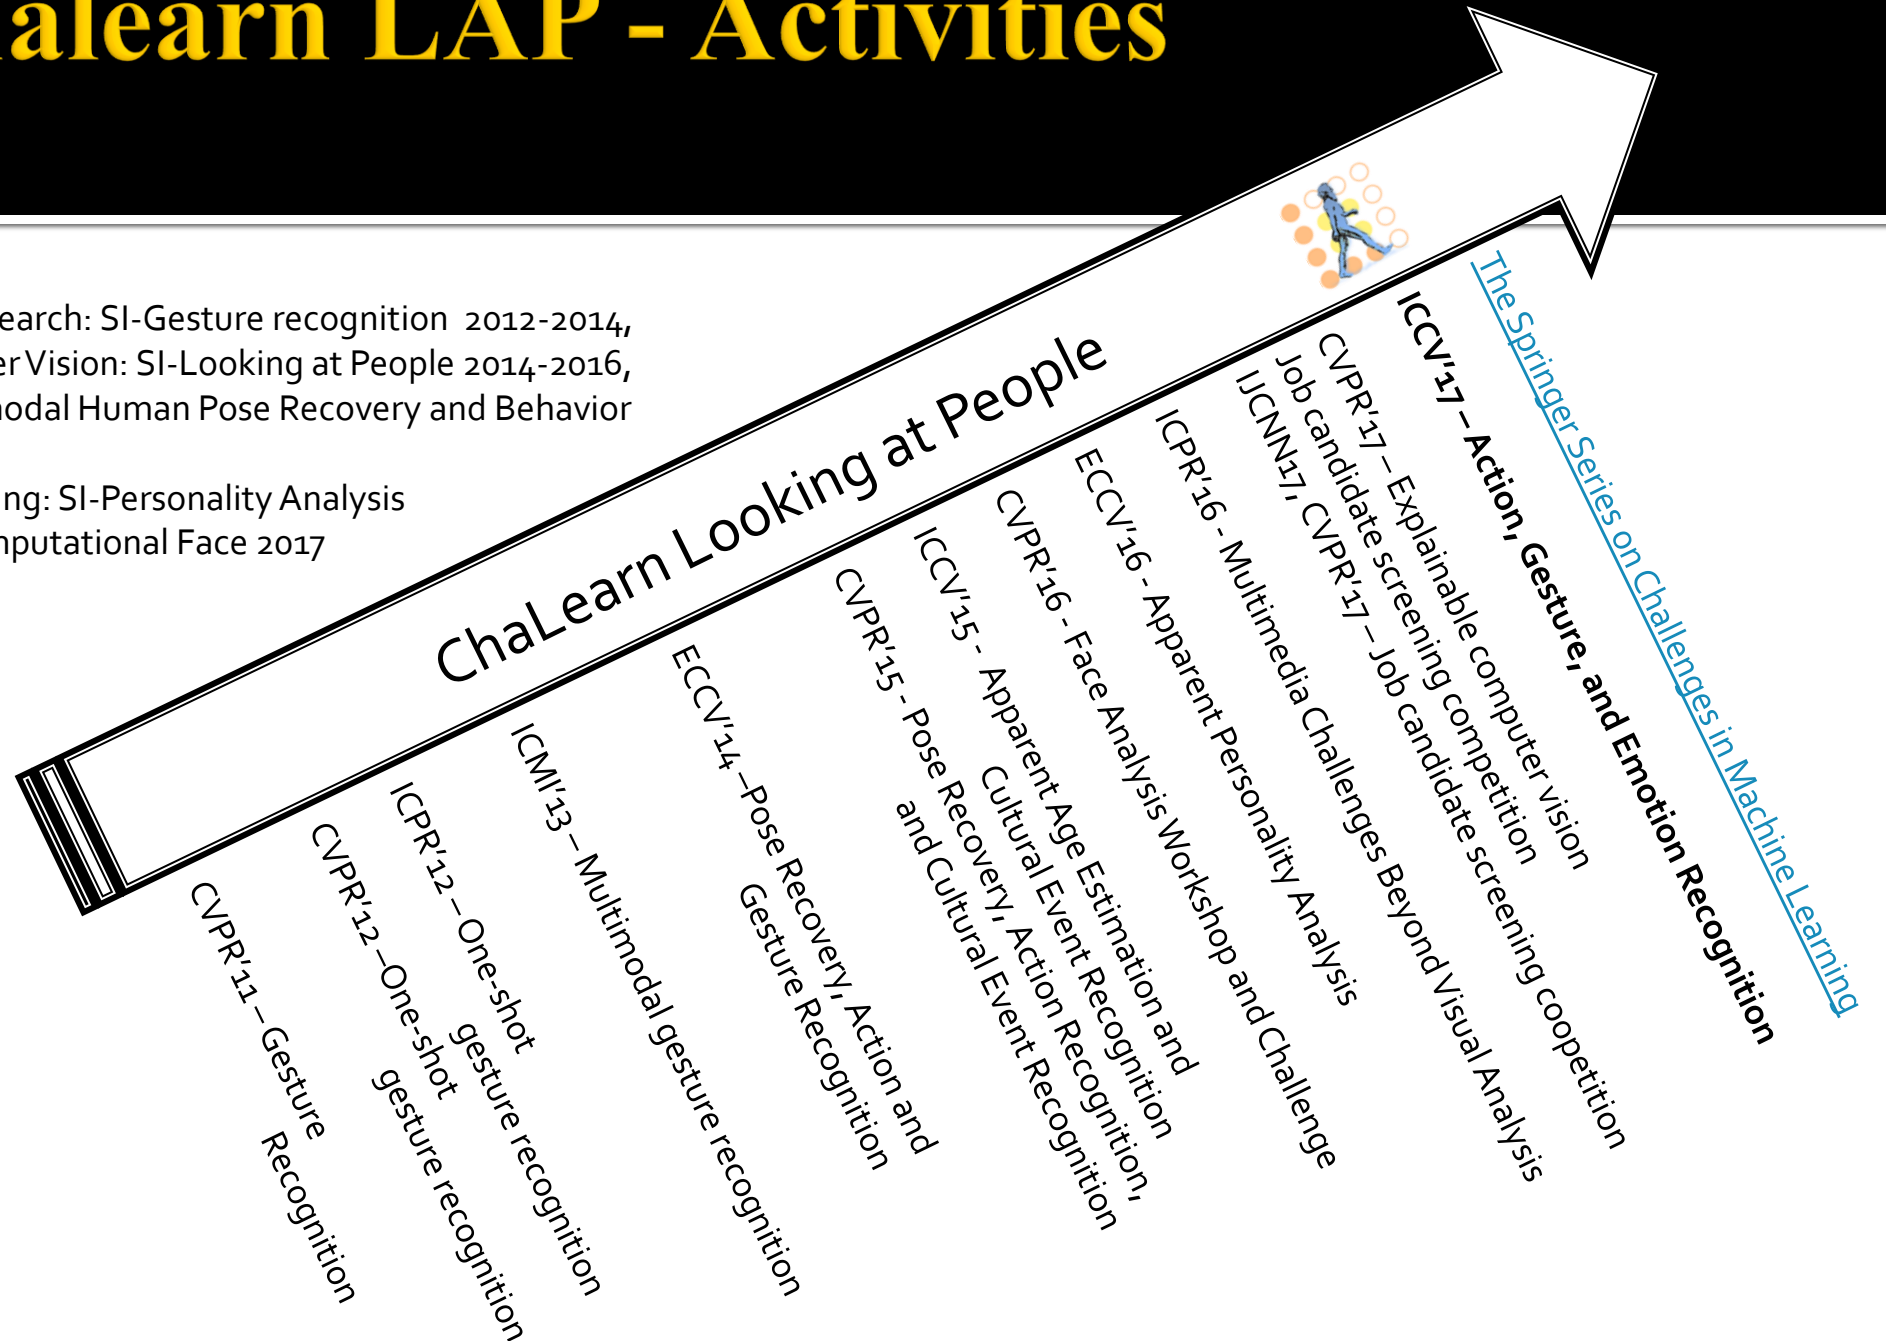 alearn LAP - Activities
earch: SI-Gesture recognition 2012-2014,
er Vision: SI-Looking at People 2014-2016,
nodal Human Pose Recovery and Behavior
ng: SI-Personality Analysis
nputational Face 2017
ChaLearn Looking at People
CVPR'11 – Gesture
Recognition
CVPR'12 –One-shot
gesture recognition
ICPR'12 – One-shot
gesture recognition
ICMI'13 – Multimodal gesture recognition
ECCV'14 –Pose Recovery, Action and
Gesture Recognition
CVPR'15 - Pose Recovery, Action Recognition,
and Cultural Event Recognition
ICCV'15 - Apparent Age Estimation and
Cultural Event Recognition
CVPR'16 - Face Analysis Workshop and Challenge
ECCV'16 - Apparent Personality Analysis
ICPR'16 - Multimedia Challenges Beyond Visual Analysis
IJCNN17, CVPR'17 – Job candidate screening coopetition
CVPR'17 – Explainable computer vision
Job candidate screening competition
ICCV'17 – Action, Gesture, and Emotion Recognition
The Springer Series on Challenges in Machine Learning